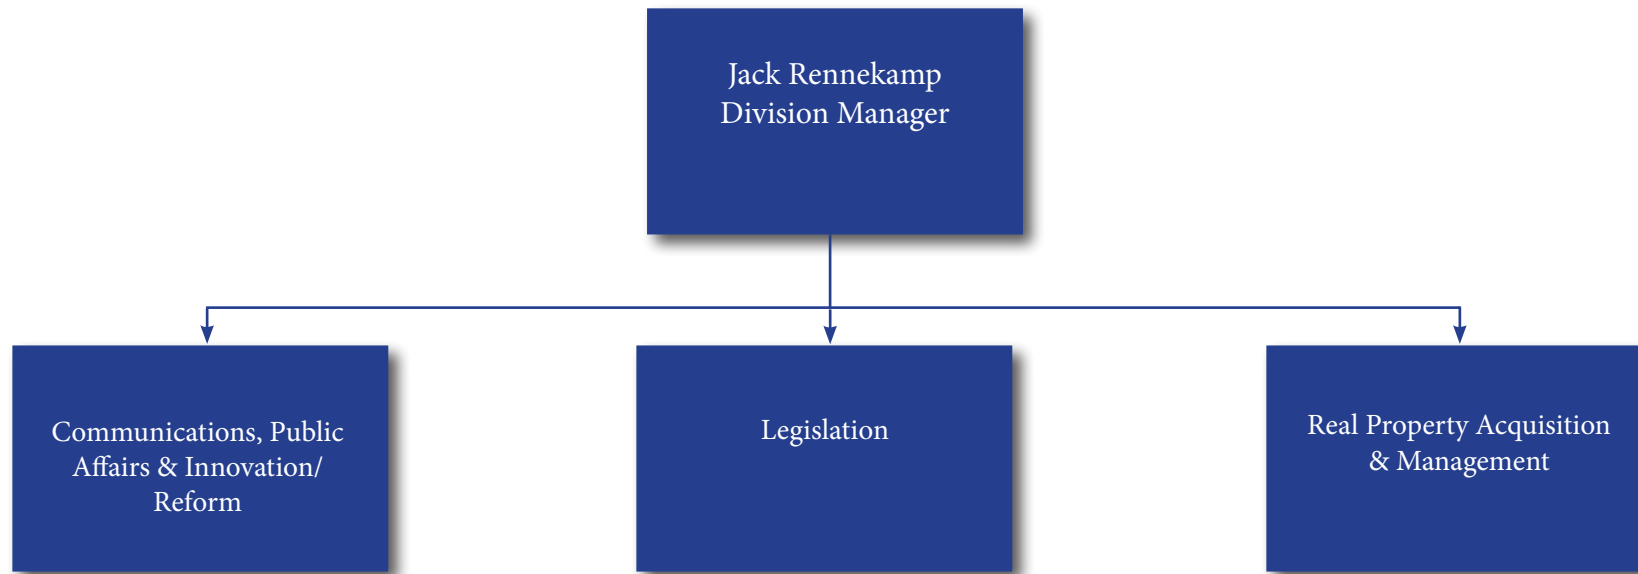 Jack Rennekamp
Division Manager
Communications, Public
Affairs & Innovation/
Reform
Legislation
Real Property Acquisition
& Management